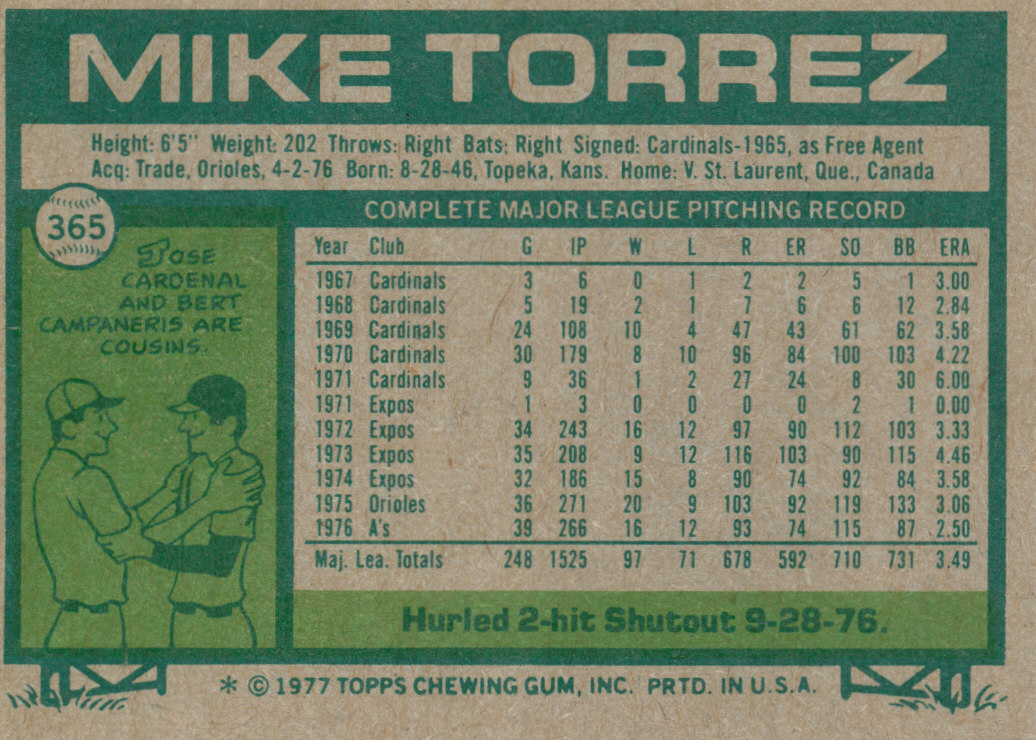 MIKE TORREZ
Height: 6'5" Weight: 202 Throws: Right Bats: Right Signed: Cardinals-1965, as Free Agent
Acq: Trade, Orioles, 4-2-76 Born: 8-28-46, Topeka, Kans. Home: V. St. Laurent, Que., Canada
365
JOSE
CARDENAL
AND BERT
CAMPANERIS ARE
COUSINS.
COMPLETE MAJOR LEAGUE PITCHING RECORD
Year Club G IP W L R ER SO BB ERA
1967 Cardinals 3 6 0 1 2 2 5 1 3.00
1968 Cardinals 5 19 2 1 7 6 6 12 2.84
1969 Cardinals 24 108 10 4 47 43 61 62 3.58
1970 Cardinals 30 179 8 10 96 84 100 103 4.22
1971 Cardinals 9 36 1 2 27 24 8 30 6.00
1971 Expos 1 3 0 0 0 0 2 1 0.00
1972 Expos 34 243 16 12 97 90 112 103 3.33
1973 Expos 35 208 9 12 116 103 90 115 4.46
1974 Expos 32 186 15 8 90 74 92 84 3.58
1975 Orioles 36 271 20 9 103 92 119 133 3.06
1976 A's 39 266 16 12 93 74 115 87 2.50
Maj. Lea. Totals 248 1525 97 71 678 592 710 731 3.49
Hurled 2-hit Shutout 9-28-76.
* © 1977 TOPPS CHEWING GUM, INC. PRTD. IN U.S.A.